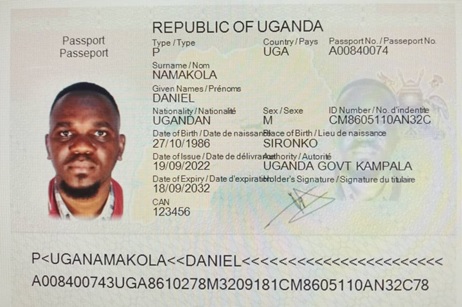 REPUBLIC OF UGANDA
Passport
Passeport
Type / Type Country / Pays Passport No. / Passeport No.
P UGA A00840074
Surname / Nom
NAMAKOLA
Given Names / Prénoms
DANIEL
Nationality / Nationalité Sex / Sexe ID Number / No. d'indentite
UGANDAN M CM8605110AN32C
Date of Birth / Date de naissance Place of Birth / Lieu de naissance
27/10/1986 SIRONKO
Date of Issue / Date de délivrance Authority / Autorité
19/09/2022 UGANDA GOVT KAMPALA
Date of Expiry / Date d'expiration Holder's Signature / Signature du titulaire
18/09/2032
CAN
123456
P<UGANAMAKOLA<<DANIEL<<<<<<<<<<<<<<<<<<<<<<<
A008400743UGA8610278M3209181CM8605110AN32C78